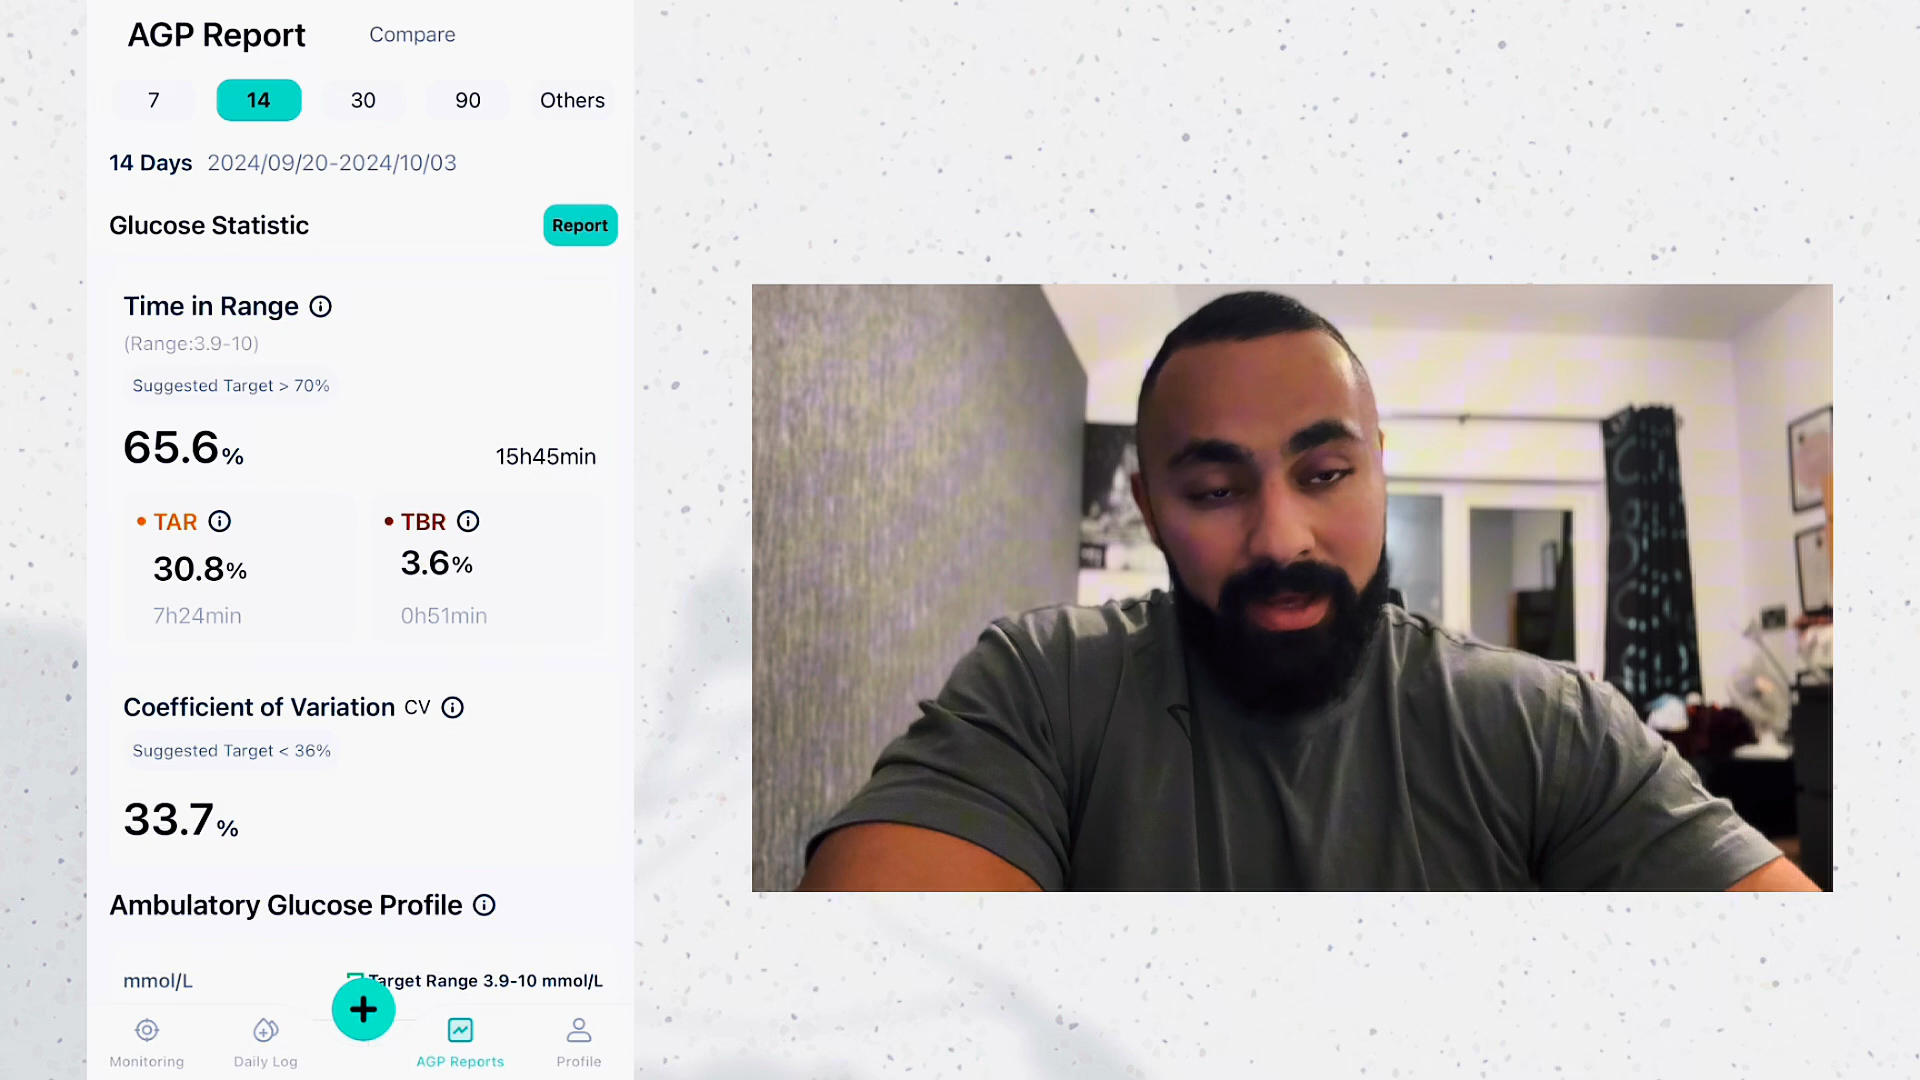 AGP Report Compare
7 14 30 90 Others
14 Days 2024/09/20-2024/10/03
Glucose Statistic Report
Time in Range
(Range:3.9-10)
Suggested Target > 70%
65.6% 15h45min
TAR TBR
30.8% 3.6%
7h24min 0h51min
Coefficient of Variation CV
Suggested Target < 36%
33.7%
Ambulatory Glucose Profile
mmol/L Target Range 3.9-10 mmol/L
Monitoring Daily Log AGP Reports Profile